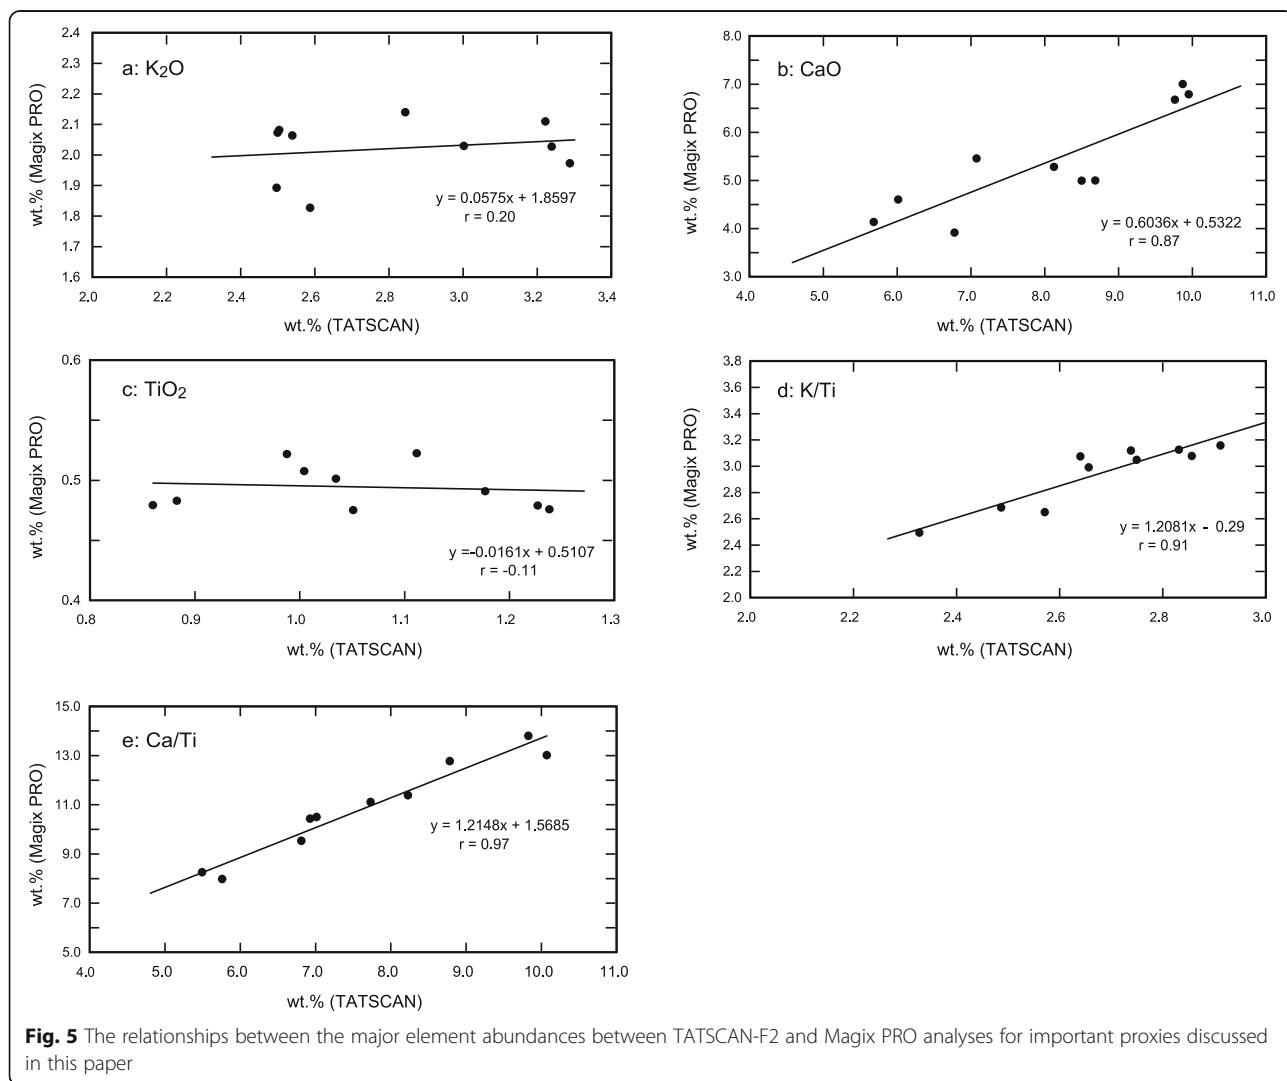 a: K2O
wt.% (Magix PRO)
2.4
2.3
2.2
2.1
2.0
1.9
1.8
1.7
1.6
y = 0.0575x + 1.8597
r = 0.20
2.0 2.2 2.4 2.6 2.8 3.0 3.2 3.4
wt.% (TATSCAN)
b: CaO
wt.% (Magix PRO)
8.0
7.0
6.0
5.0
4.0
3.0
y = 0.6036x + 0.5322
r = 0.87
4.0 5.0 6.0 7.0 8.0 9.0 10.0 11.0
wt.% (TATSCAN)
c: TiO2
wt.% (Magix PRO)
0.6
0.5
0.4
y =-0.0161x + 0.5107
r = -0.11
0.8 0.9 1.0 1.1 1.2 1.3
wt.% (TATSCAN)
d: K/Ti
wt.% (Magix PRO)
3.8
3.6
3.4
3.2
3.0
2.8
2.6
2.4
2.2
2.0
y = 1.2081x - 0.29
r = 0.91
2.0 2.2 2.4 2.6 2.8 3.0
wt.% (TATSCAN)
e: Ca/Ti
wt.% (Magix PRO)
15.0
13.0
11.0
9.0
7.0
5.0
y = 1.2148x + 1.5685
r = 0.97
4.0 5.0 6.0 7.0 8.0 9.0 10.0 11.0
wt.% (TATSCAN)
Fig. 5 The relationships between the major element abundances between TATSCAN-F2 and Magix PRO analyses for important proxies discussed
in this paper